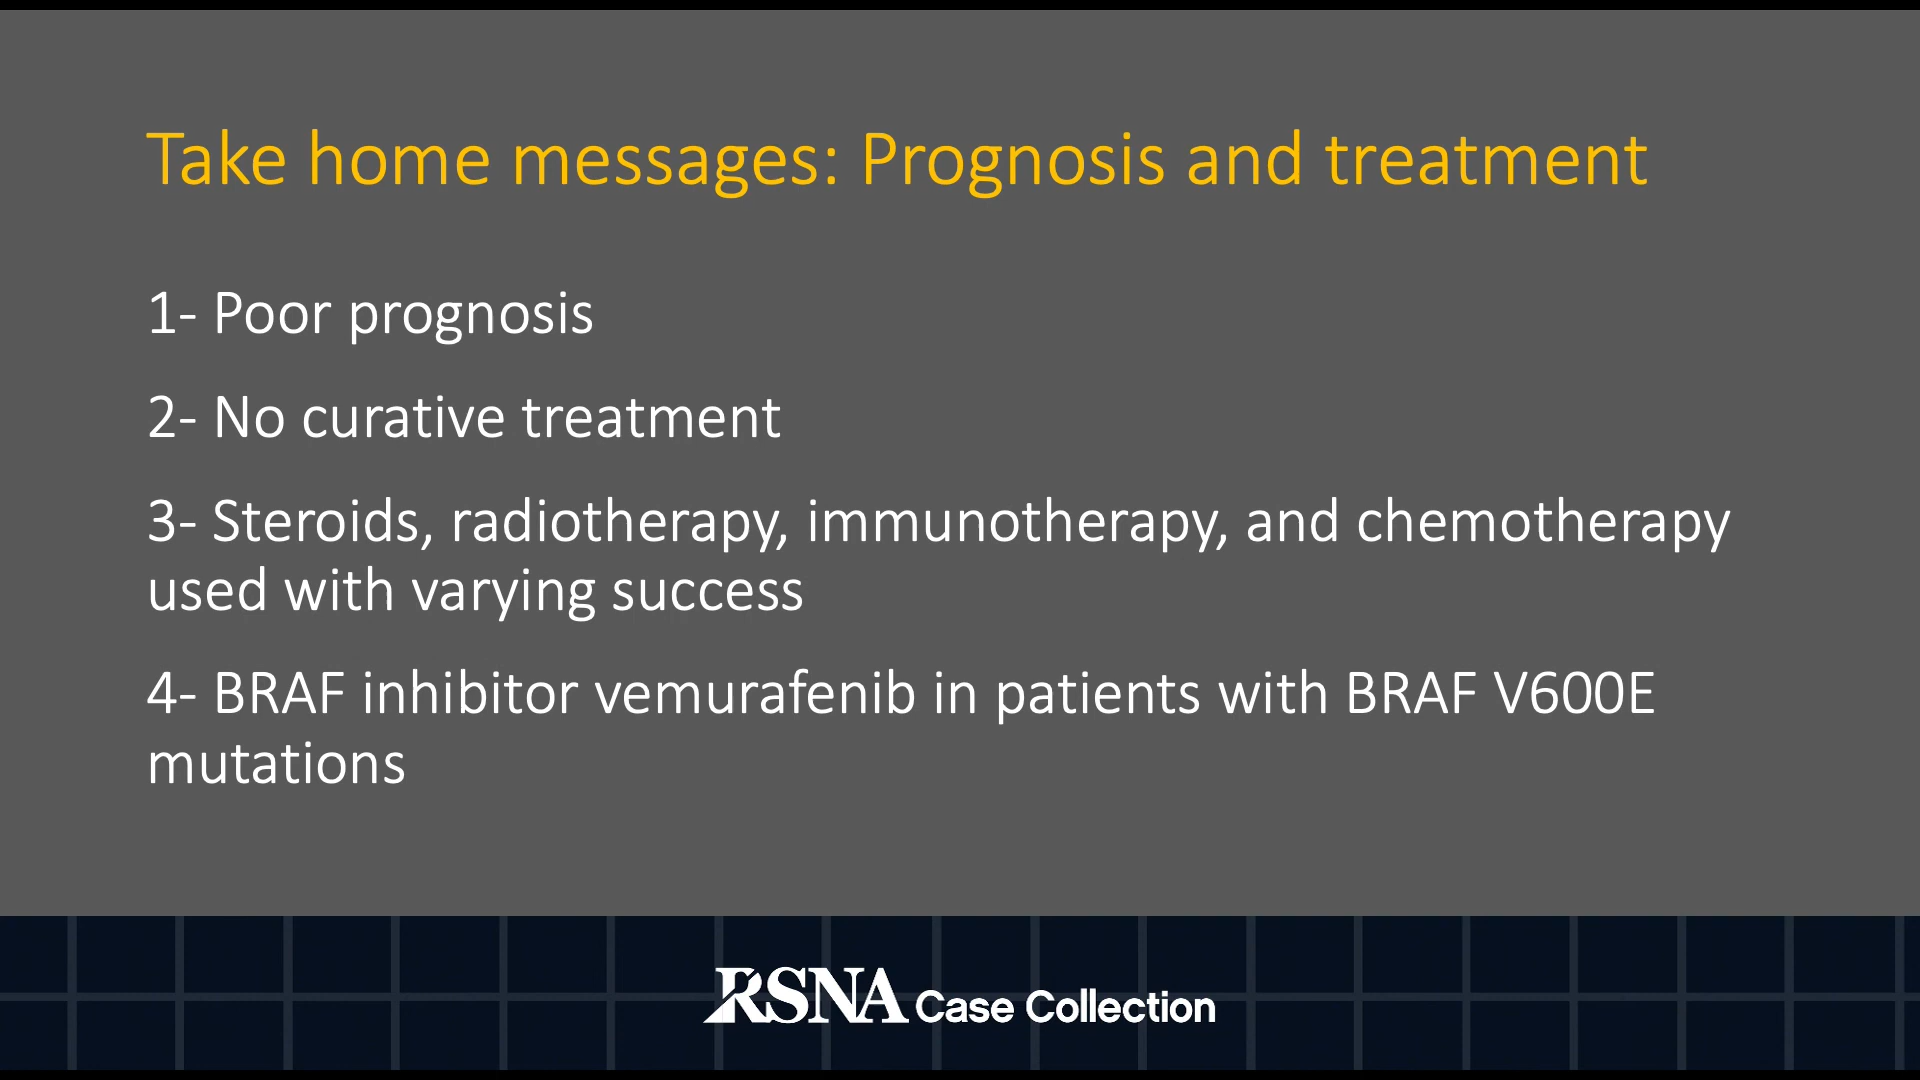 Take home messages: Prognosis and treatment
1- Poor prognosis
2- No curative treatment
3- Steroids, radiotherapy, immunotherapy, and chemotherapy
used with varying success
4- BRAF inhibitor vemurafenib in patients with BRAF V600E
mutations
RSNA Case Collection